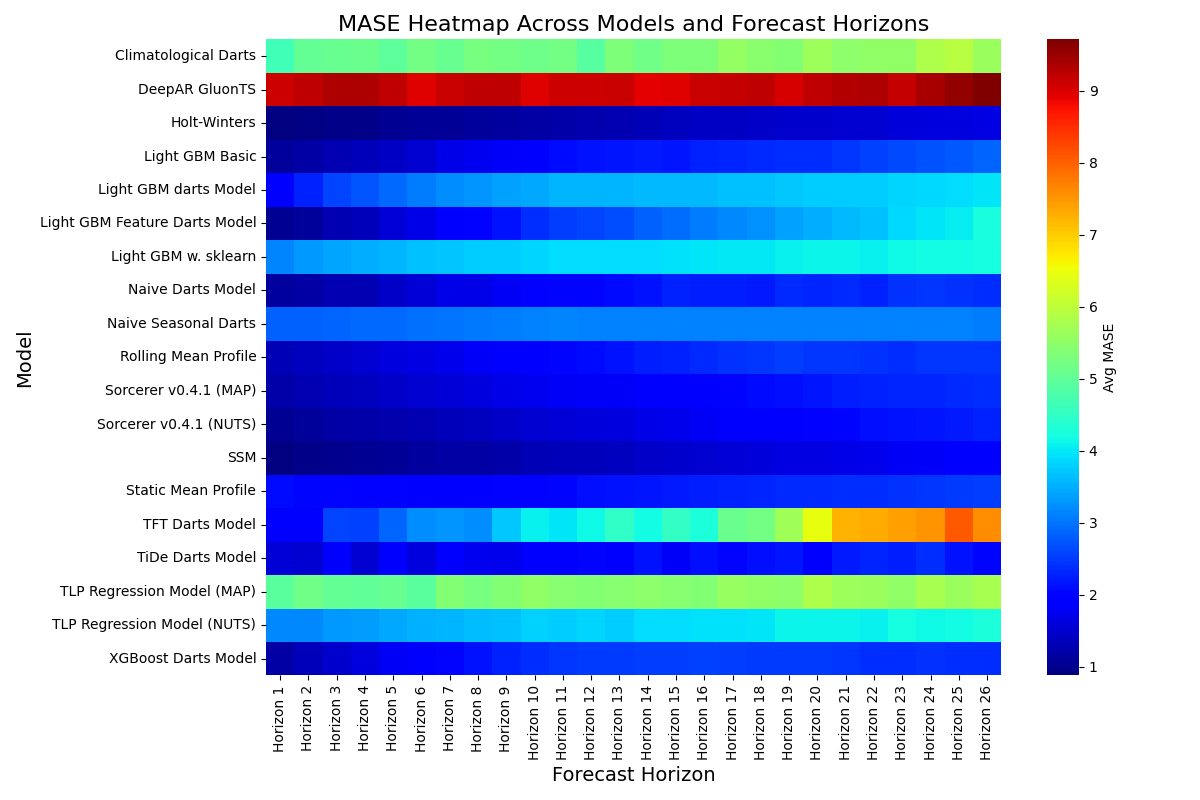 MASE Heatmap Across Models and Forecast Horizons
Model
Climatological Darts
DeepAR GluonTS
Holt-Winters
Light GBM Basic
Light GBM darts Model
Light GBM Feature Darts Model
Light GBM w. sklearn
Naive Darts Model
Naive Seasonal Darts
Rolling Mean Profile
Sorcerer v0.4.1 (MAP)
Sorcerer v0.4.1 (NUTS)
SSM
Static Mean Profile
TFT Darts Model
TiDe Darts Model
TLP Regression Model (MAP)
TLP Regression Model (NUTS)
XGBoost Darts Model
Horizon 1
Horizon 2
Horizon 3
Horizon 4
Horizon 5
Horizon 6
Horizon 7
Horizon 8
Horizon 9
Horizon 10
Horizon 11
Horizon 12
Horizon 13
Horizon 14
Horizon 15
Horizon 16
Horizon 17
Horizon 18
Horizon 19
Horizon 20
Horizon 21
Horizon 22
Horizon 23
Horizon 24
Horizon 25
Horizon 26
Forecast Horizon
9
8
7
6
5
4
3
2
1
Avg MASE